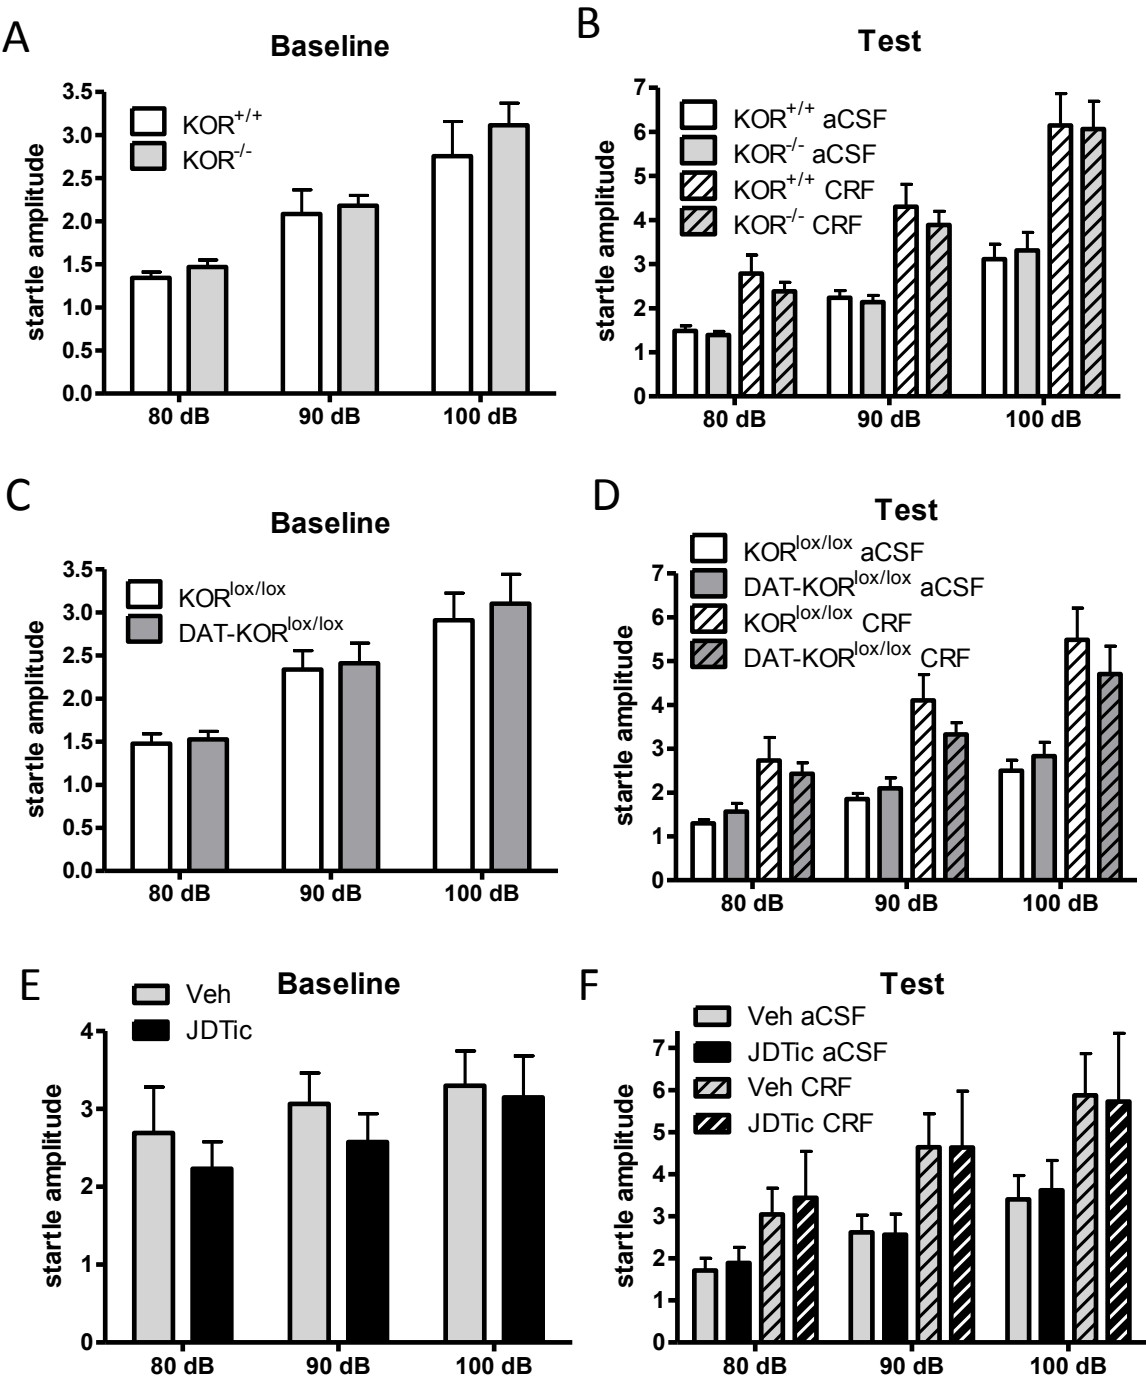 A
Baseline
startle amplitude
3.5
3.0
2.5
2.0
1.5
1.0
0.5
0.0
KOR+/+
KOR-/-
80 dB 90 dB 100 dB
B
Test
startle amplitude
7
6
5
4
3
2
1
0
KOR+/+ aCSF
KOR-/- aCSF
KOR+/+ CRF
KOR-/- CRF
80 dB 90 dB 100 dB
C
Baseline
startle amplitude
3.5
3.0
2.5
2.0
1.5
1.0
0.5
0.0
KORlox/lox
DAT-KORlox/lox
80 dB 90 dB 100 dB
D
Test
startle amplitude
7
6
5
4
3
2
1
0
KORlox/lox aCSF
DAT-KORlox/lox aCSF
KORlox/lox CRF
DAT-KORlox/lox CRF
80 dB 90 dB 100 dB
E
Baseline
startle amplitude
4
3
2
1
0
Veh
JDTic
80 dB 90 dB 100 dB
F
Test
startle amplitude
7
6
5
4
3
2
1
0
Veh aCSF
JDTic aCSF
Veh CRF
JDTic CRF
80 dB 90 dB 100 dB